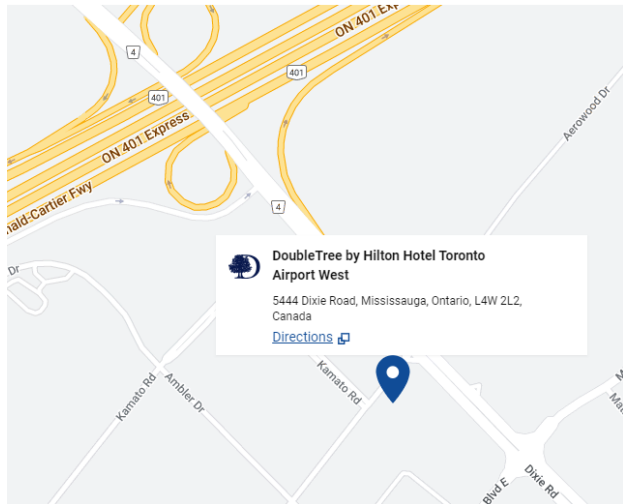 4
ON 401 Express
401
401
ON 401 Express
nald-Cartier Fwy
Aerowood Dr
4
DoubleTree by Hilton Hotel Toronto
Airport West
5444 Dixie Road, Mississauga, Ontario, L4W 2L2,
Canada
Directions
Dr
Kamato Rd
Ambler Dr
Kamato Rd
Blvd E
Dixie Rd